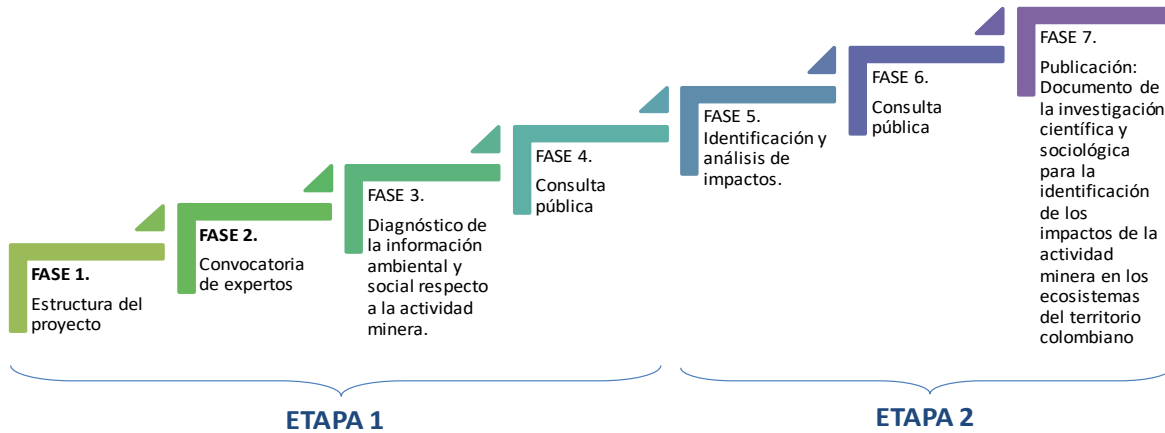 FASE 1.
Estructura del
proyecto
FASE 2.
Convocatoria
de expertos
FASE 3.
Diagnóstico de
la información
ambiental y
social respecto
a la actividad
minera.
FASE 4.
Consulta
pública
FASE 5.
Identificación y
análisis de
impactos.
FASE 6.
Consulta
pública
FASE 7.
Publicación:
Documento de
la investigación
científica y
sociológica
para la
identificación
de los
impactos de la
actividad
minera en los
ecosistemas
del territorio
colombiano
ETAPA 1
ETAPA 2